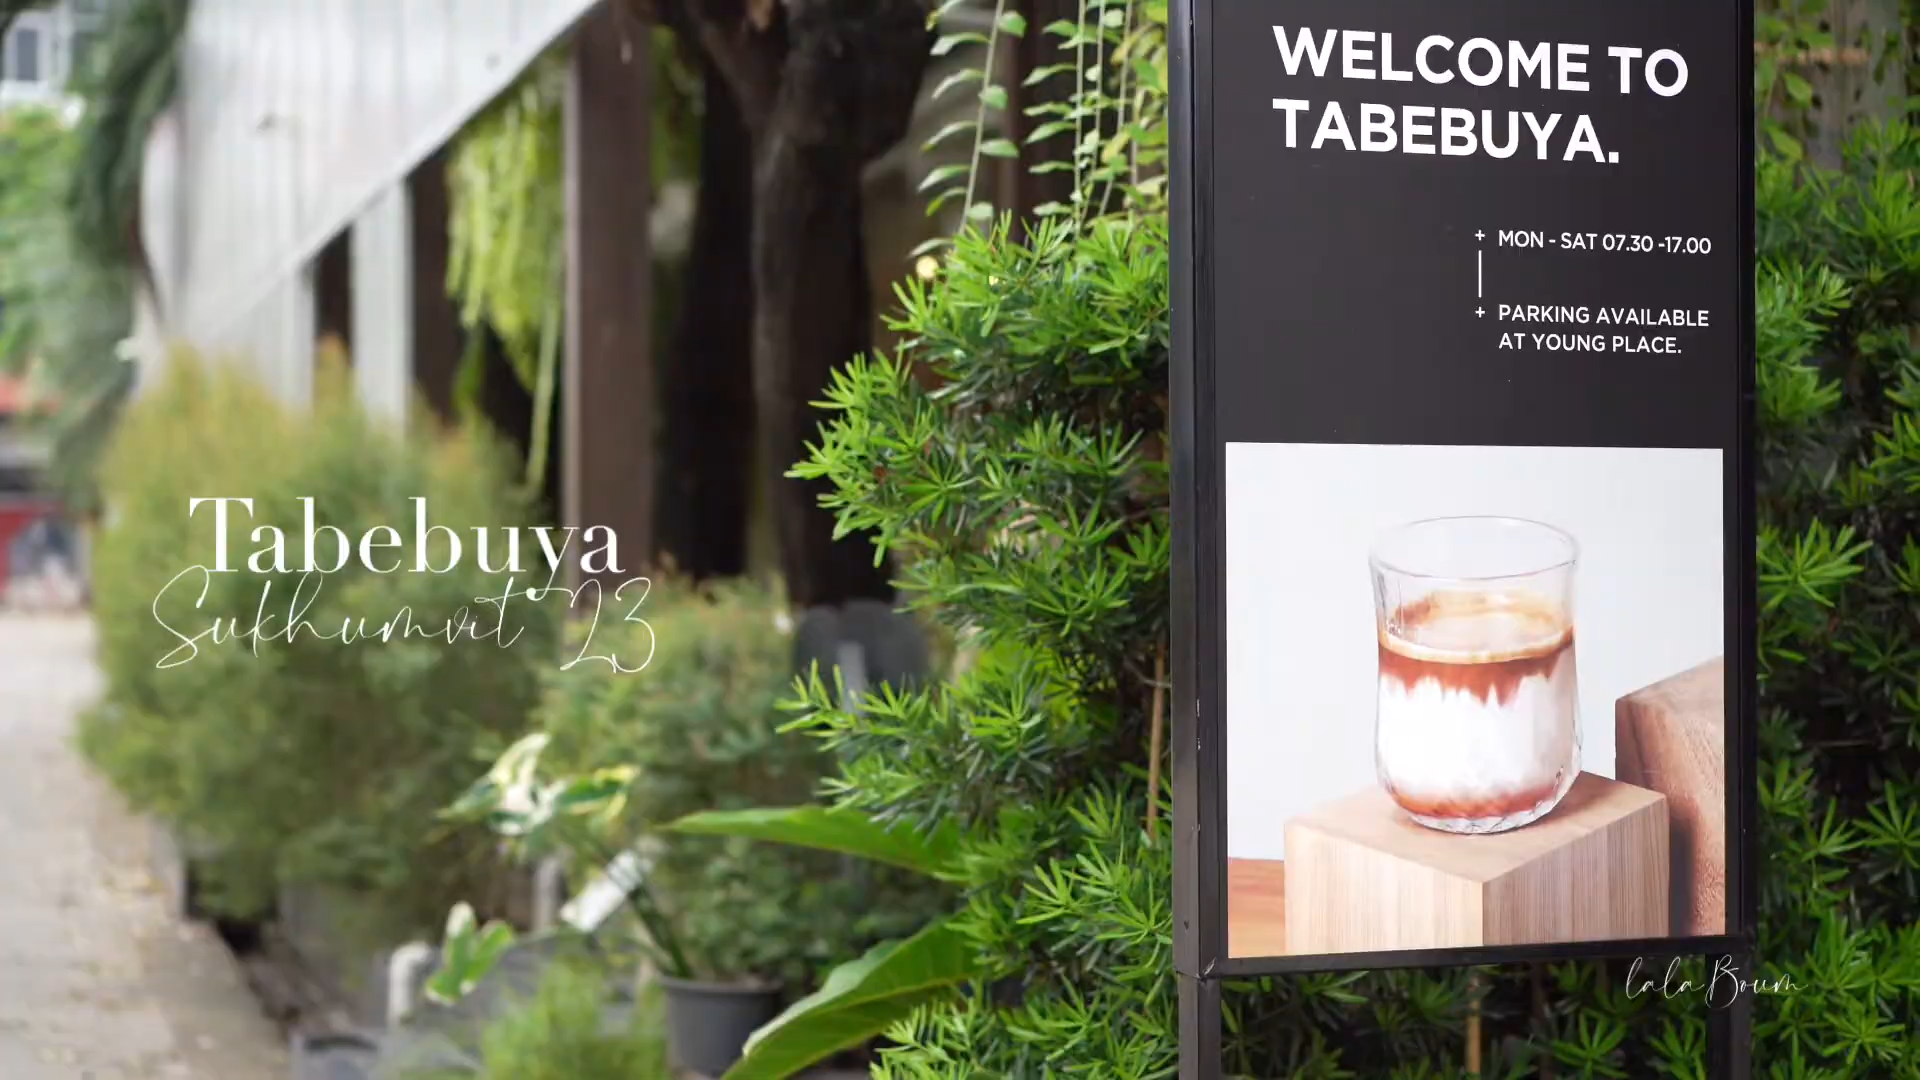 WELCOME TO
TABEBUYA.
+ MON - SAT 07.30 -17.00
+ PARKING AVAILABLE
AT YOUNG PLACE.
Tabebuya
Sukhumvit 23
lalaBoum